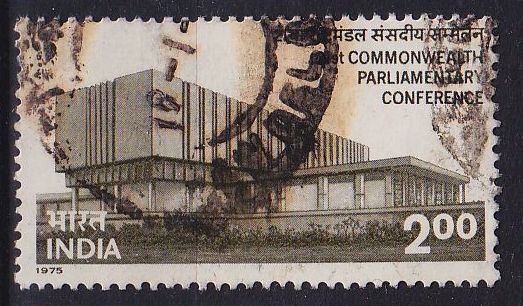 मंडल संसदीय सम्मेलन
st COMMONWEALTH
PARLIAMENTARY
CONFERENCE
भारत
INDIA
2.00
1975